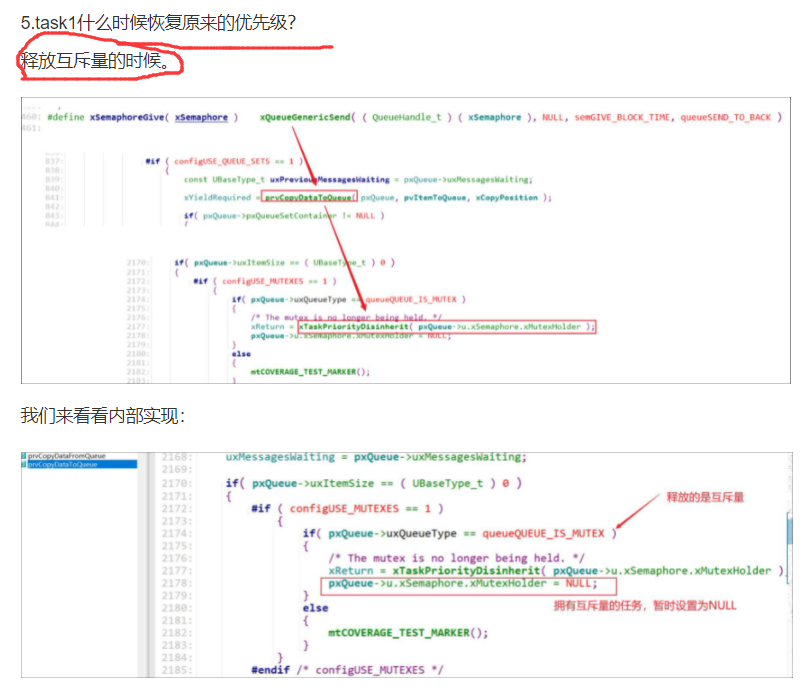 5.task1什么时候恢复原来的优先级？
释放互斥量的时候。
460: #define xSemaphoreGive( xSemaphore )    xQueueGenericSend( ( QueueHandle_t ) ( xSemaphore ), NULL, semGIVE_BLOCK_TIME, queueSEND_TO_BACK )
461:
837: #if ( configUSE_QUEUE_SETS == 1 )
838: {
839: const UBaseType_t uxPreviousMessagesWaiting = pxQueue->uxMessagesWaiting;
840:
841: xYieldRequired = prvCopyDataToQueue( pxQueue, pvItemToQueue, xCopyPosition );
842:
843: if( pxQueue->pxQueueSetContainer != NULL )
844:
2170: if( pxQueue->uxItemSize == ( UBaseType_t ) 0 )
2171: {
2172: #if ( configUSE_MUTEXES == 1 )
2173: {
2174: if( pxQueue->uxQueueType == queueQUEUE_IS_MUTEX )
2175: {
2176: /* The mutex is no longer being held. */
2177: xReturn = xTaskPriorityDisinherit( pxQueue->u.xSemaphore.xMutexHolder );
2178: pxQueue->u.xSemaphore.xMutexHolder = NULL;
2179: }
2180: else
2181: {
2182: mtCOVERAGE_TEST_MARKER();
2183: }
我们来看看内部实现：
prvCopyDataFromQueue
prvCopyDataToQueue
2168: uxMessagesWaiting = pxQueue->uxMessagesWaiting;
2169:
2170: if( pxQueue->uxItemSize == ( UBaseType_t ) 0 )
2171: {
2172: #if ( configUSE_MUTEXES == 1 )
2173: {
释放的是互斥量
2174: if( pxQueue->uxQueueType == queueQUEUE_IS_MUTEX )
2175: {
2176: /* The mutex is no longer being held. */
2177: xReturn = xTaskPriorityDisinherit( pxQueue->u.xSemaphore.xMutexHolder )
2178: pxQueue->u.xSemaphore.xMutexHolder = NULL;
2179: }
2180: else
拥有互斥量的任务，暂时设置为NULL
2181: {
2182: mtCOVERAGE_TEST_MARKER();
2183: }
2184: }
2185: #endif /* configUSE_MUTEXES */